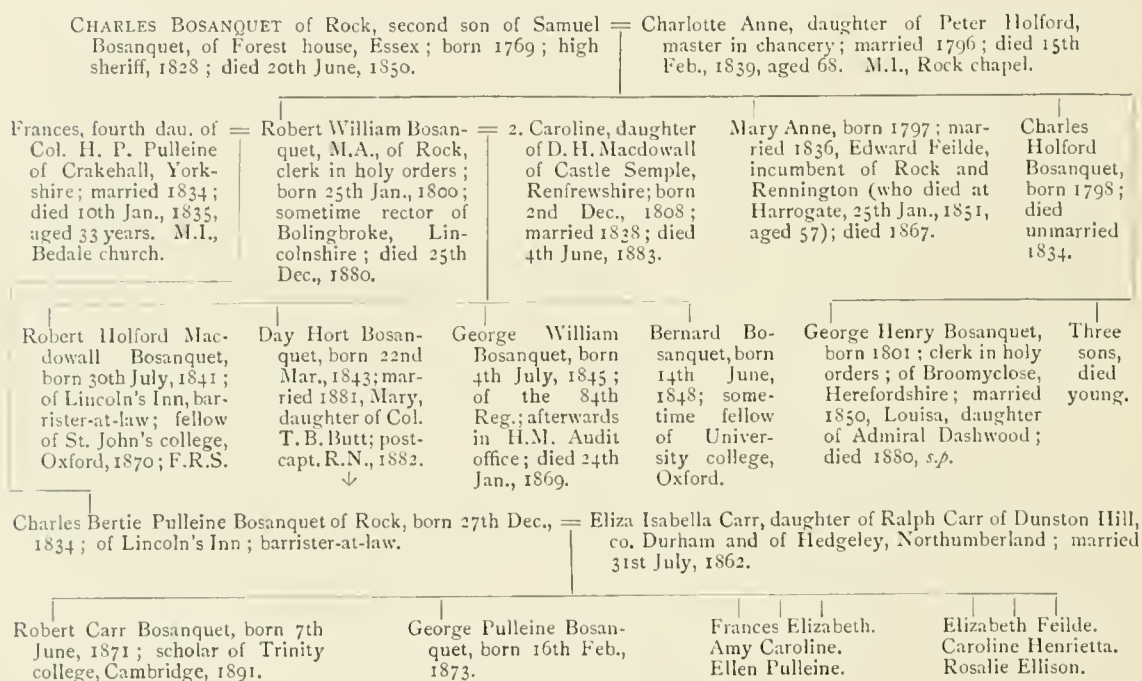 CHARLES BOSANQUET of Rock, second son of Samuel
Bosanquet, of Forest house, Essex; born 1769; high
sheriff, 1828; died 20th June, 1850.
= Charlotte Anne, daughter of Peter Holford,
master in chancery; married 1796; died 15th
Feb., 1839, aged 68. M.I., Rock chapel.
Frances, fourth dau. of
Col. H. P. Pulleine
of Crakehall, York-
shire; married 1834;
died 10th Jan., 1835,
aged 33 years. M.I.,
Bedale church.
= Robert William Bosan-
quet, M.A., of Rock,
clerk in holy orders;
born 25th Jan., 1800;
sometime rector of
Bolingbroke, Lin-
colnshire; died 25th
Dec., 1880.
= 2. Caroline, daughter
of D. H. Macdowall
of Castle Semple,
Renfrewshire; born
2nd Dec., 1808;
married 1838; died
4th June, 1883.
Mary Anne, born 1797; mar-
ried 1836, Edward Feilde,
incumbent of Rock and
Rennington (who died at
Harrogate, 25th Jan., 1851,
aged 57); died 1867.
Charles
Holford
Bosanquet,
born 1798;
died
unmarried
1834.
Robert Holford Mac-
dowall Bosanquet,
born 30th July, 1841;
of Lincoln's Inn, bar-
rister-at-law; fellow
of St. John's college,
Oxford, 1870; F.R.S.
Day Hort Bosan-
quet, born 22nd
Mar., 1843; mar-
ried 1881, Mary,
daughter of Col.
T. B. Butt; post-
capt. R.N., 1882.
↓
George William
Bosanquet, born
4th July, 1845;
of the 84th
Reg.; afterwards
in H.M. Audit
office; died 24th
Jan., 1869.
Bernard Bo-
sanquet, born
14th June,
1848; some-
time fellow
of Univer-
sity college,
Oxford.
George Henry Bosanquet,
born 1801; clerk in holy
orders; of Broomyclose,
Herefordshire; married
1850, Louisa, daughter
of Admiral Dashwood;
died 1880, s.p.
Three
sons,
died
young.
Charles Bertie Pulleine Bosanquet of Rock, born 27th Dec.,
1834; of Lincoln's Inn; barrister-at-law.
= Eliza Isabella Carr, daughter of Ralph Carr of Dunston Hill,
co. Durham and of Hedgeley, Northumberland; married
31st July, 1862.
Robert Carr Bosanquet, born 7th
June, 1871; scholar of Trinity
college, Cambridge, 1891.
George Pulleine Bosan-
quet, born 16th Feb.,
1873.
Frances Elizabeth.
Amy Caroline.
Ellen Pulleine.
Elizabeth Feilde.
Caroline Henrietta.
Rosalie Ellison.